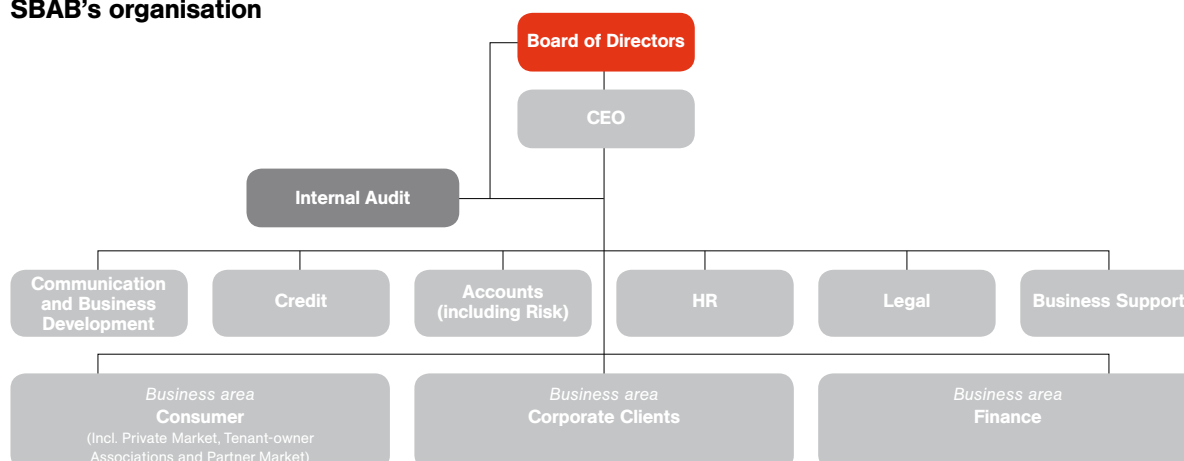 SBAB's organisation
Board of Directors
CEO
Internal Audit
Communication
and Business
Development
Credit
Accounts
(including Risk)
HR
Legal
Business Support
Business area
Consumer
(Incl. Private Market, Tenant-owner
Associations and Partner Market)
Business area
Corporate Clients
Business area
Finance